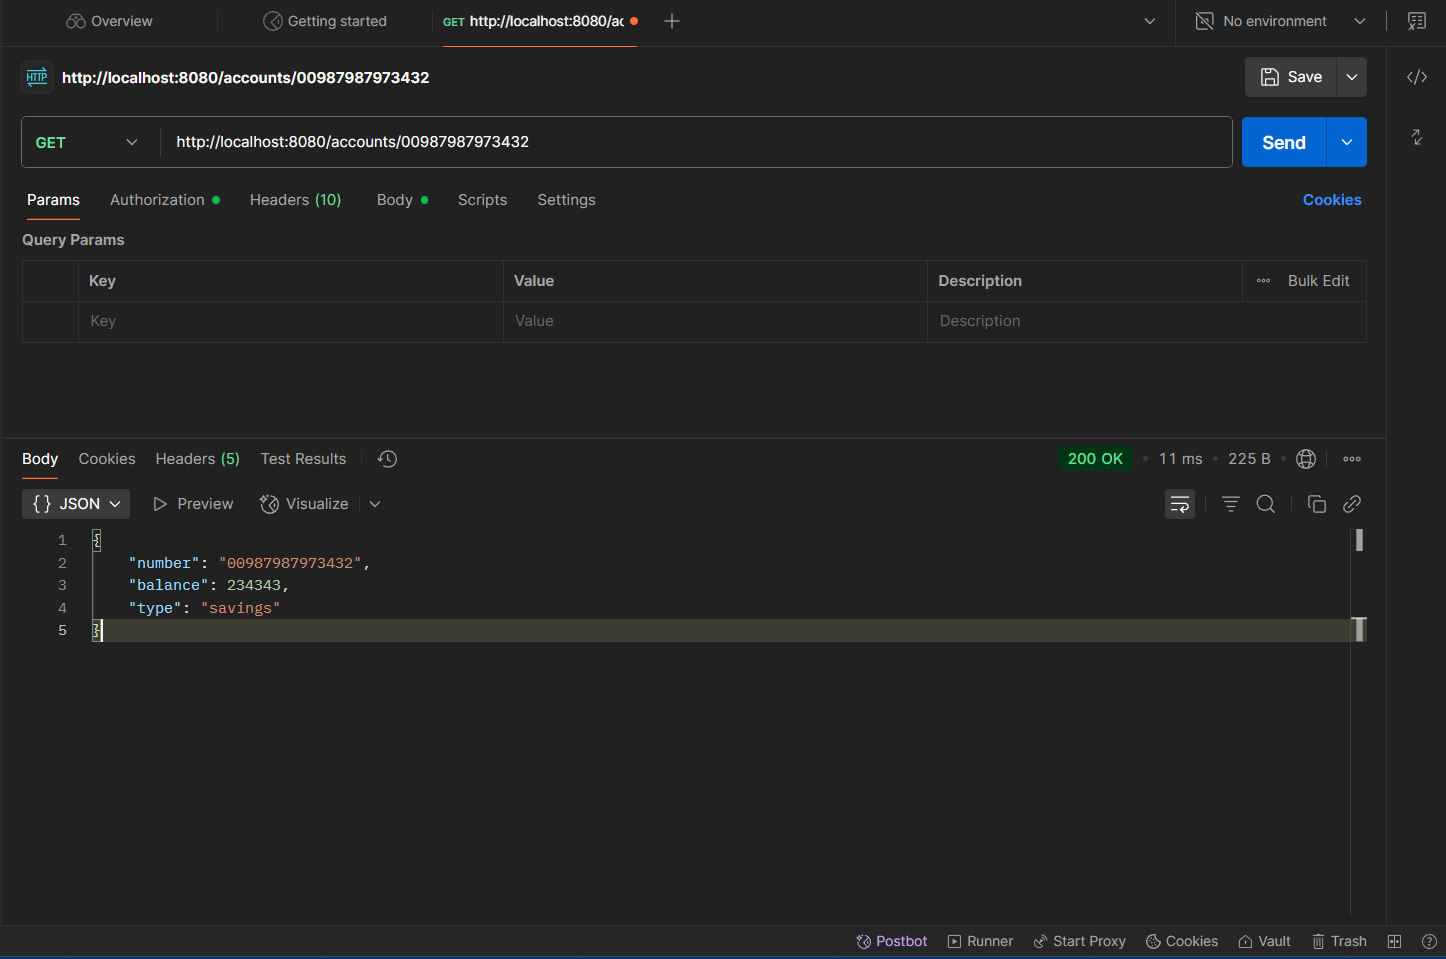 Overview Getting started GET http://localhost:8080/ac No environment
HTTP http://localhost:8080/accounts/00987987973432 Save
GET http://localhost:8080/accounts/00987987973432 Send
Params Authorization Headers (10) Body Scripts Settings Cookies
Query Params
Key Value Description Bulk Edit
Key Value Description
Body Cookies Headers (5) Test Results 200 OK 11 ms 225 B
{} JSON Preview Visualize
1 {
2 "number": "00987987973432",
3 "balance": 234343,
4 "type": "savings"
5 }
Postbot Runner Start Proxy Cookies Vault Trash